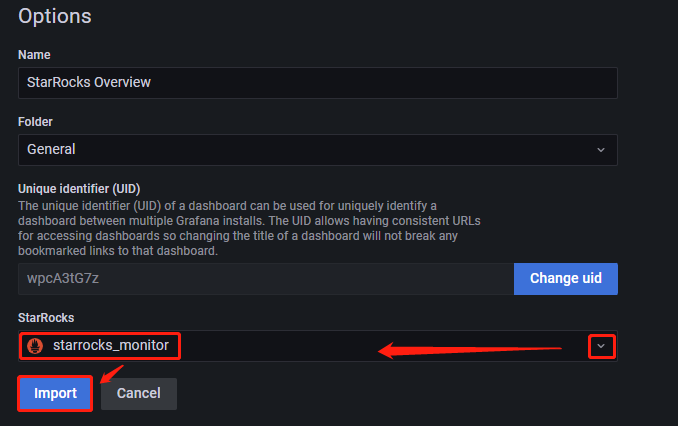 Options
Name
StarRocks Overview
Folder
General
Unique identifier (UID)
The unique identifier (UID) of a dashboard can be used for uniquely identify a
dashboard between multiple Grafana installs. The UID allows having consistent URLs
for accessing dashboards so changing the title of a dashboard will not break any
bookmarked links to that dashboard.
wpcA3tG7z
Change uid
StarRocks
starrocks_monitor
Import
Cancel